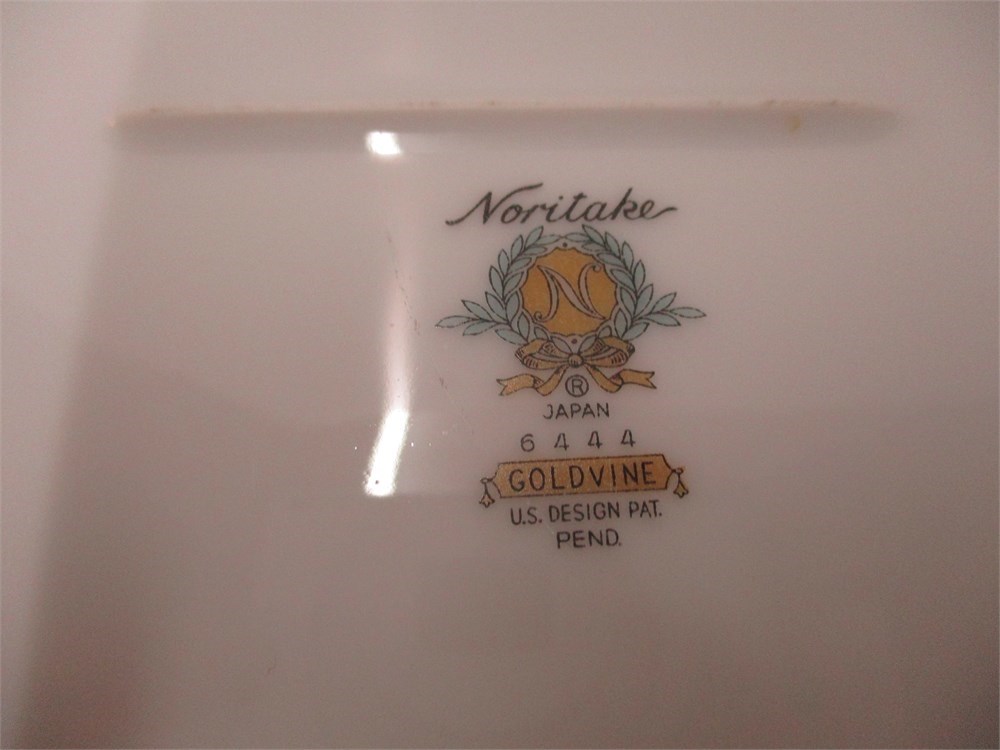 Noritake
N
®
JAPAN
6444
GOLDVINE
U.S. DESIGN PAT.
PEND.